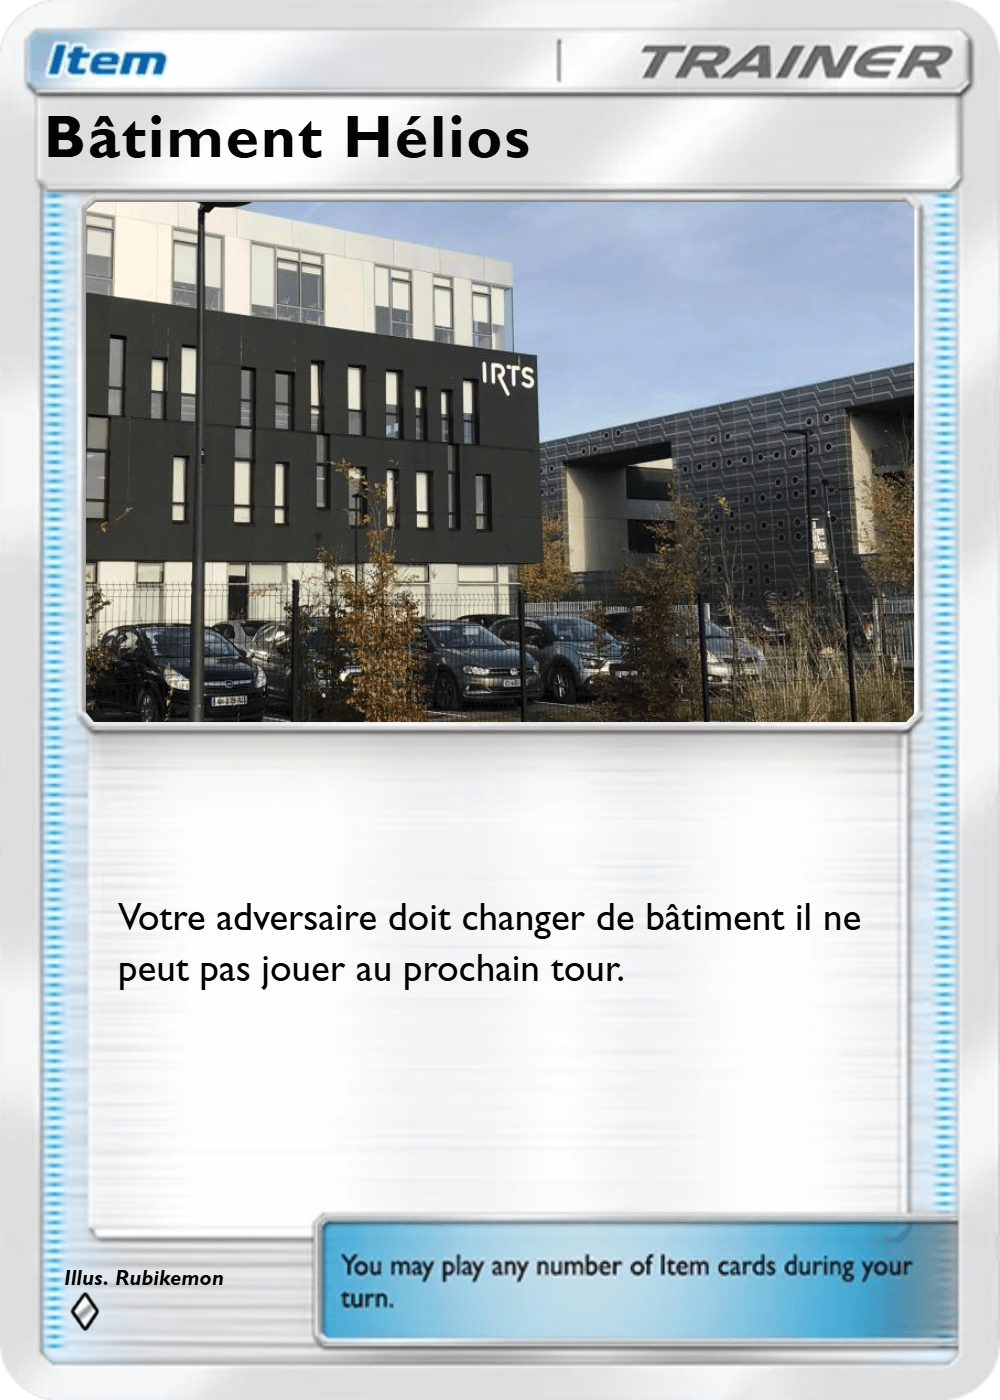 Item
TRAINER
Bâtiment Hélios
IRTS
Votre adversaire doit changer de bâtiment il ne
peut pas jouer au prochain tour.
You may play any number of Item cards during your
turn.
Illus. Rubikemon